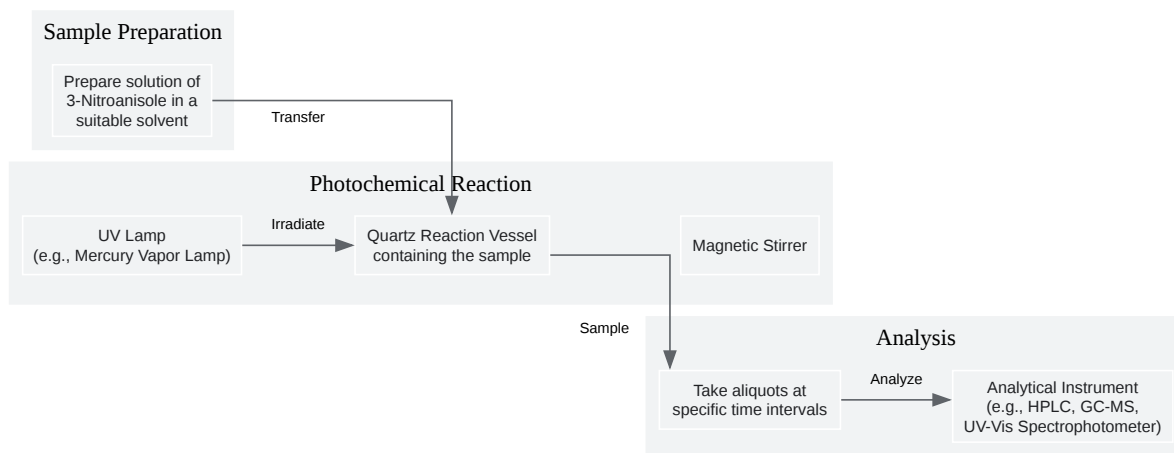 Sample Preparation
Prepare solution of
3-Nitroanisole in a
suitable solvent
Transfer
Photochemical Reaction
UV Lamp
(e.g., Mercury Vapor Lamp)
Irradiate
Quartz Reaction Vessel
containing the sample
Magnetic Stirrer
Sample
Analysis
Take aliquots at
specific time intervals
Analyze
Analytical Instrument
(e.g., HPLC, GC-MS,
UV-Vis Spectrophotometer)